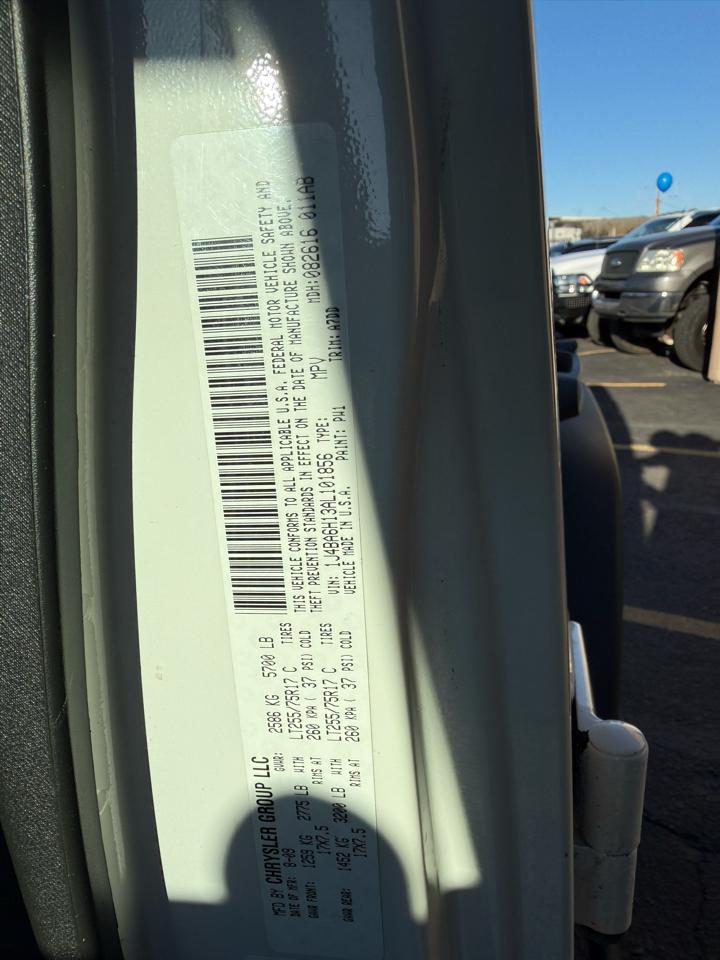 MFD BY CHRYSLER GROUP LLC
DATE OF MFR: 8-09 GVWR: 2586 KG 5700 LB
GAWR FRONT: 1259 KG 2775 LB WITH LT255/75R17 C TIRES
17X7.5 RIMS AT 260 KPA ( 37 PSI) COLD
GAWR REAR: 1452 KG 3200 LB WITH LT255/75R17 C TIRES
17X7.5 RIMS AT 260 KPA ( 37 PSI) COLD
THIS VEHICLE CONFORMS TO ALL APPLICABLE U.S.A. FEDERAL MOTOR VEHICLE SAFETY AND
THEFT PREVENTION STANDARDS IN EFFECT ON THE DATE OF MANUFACTURE SHOWN ABOVE.
VIN: 1J4BA6H13AL101856 TYPE: MPV MDH: 082616 011AB
VEHICLE MADE IN U.S.A. PAINT: PW1 TRIM: A7DD